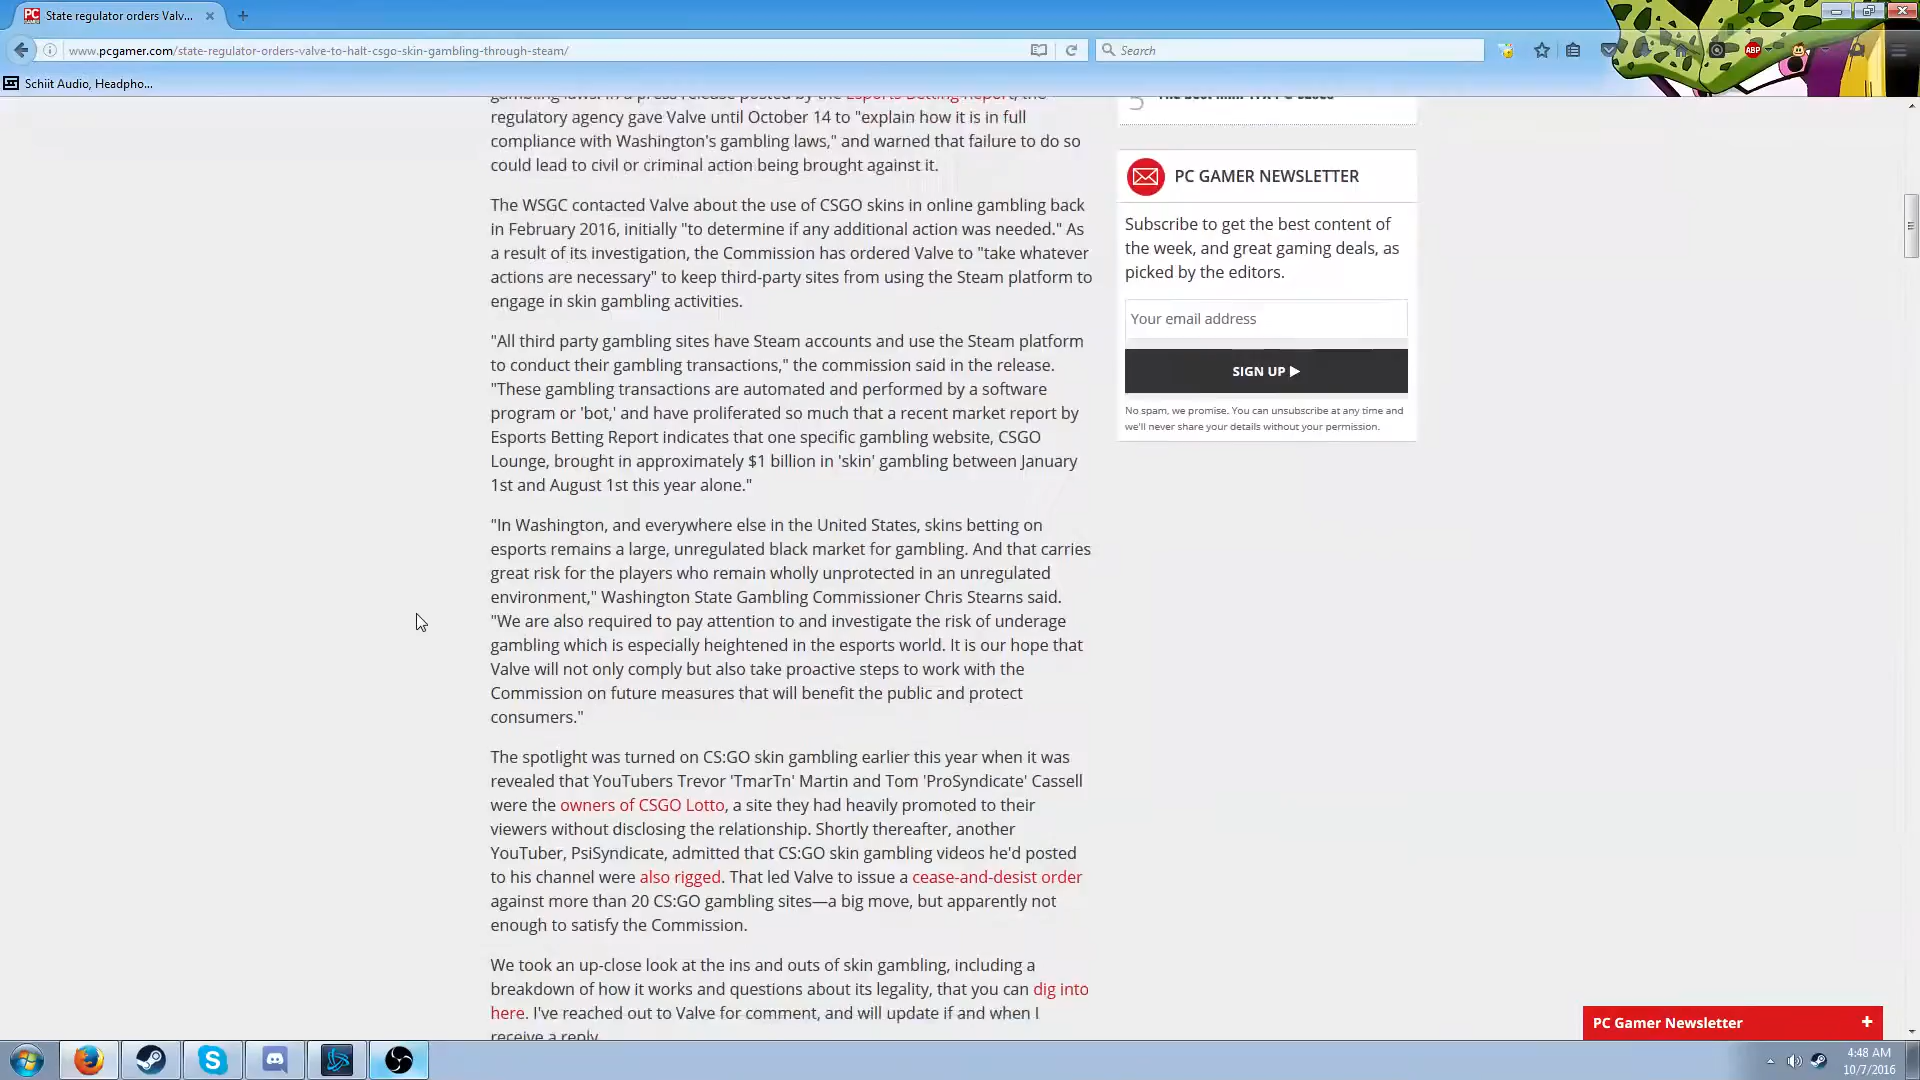 State regulator orders Valv...
www.pcgamer.com/state-regulator-orders-valve-to-halt-csgo-skin-gambling-through-steam/
Search
ABP
Schiit Audio, Headpho...
gambling laws. In a press release posted by the Esports Betting Report, the
regulatory agency gave Valve until October 14 to "explain how it is in full
compliance with Washington's gambling laws," and warned that failure to do so
could lead to civil or criminal action being brought against it.
The WSGC contacted Valve about the use of CSGO skins in online gambling back
in February 2016, initially "to determine if any additional action was needed." As
a result of its investigation, the Commission has ordered Valve to "take whatever
actions are necessary" to keep third-party sites from using the Steam platform to
engage in skin gambling activities.
"All third party gambling sites have Steam accounts and use the Steam platform
to conduct their gambling transactions," the commission said in the release.
"These gambling transactions are automated and performed by a software
program or 'bot,' and have proliferated so much that a recent market report by
Esports Betting Report indicates that one specific gambling website, CSGO
Lounge, brought in approximately $1 billion in 'skin' gambling between January
1st and August 1st this year alone."
"In Washington, and everywhere else in the United States, skins betting on
esports remains a large, unregulated black market for gambling. And that carries
great risk for the players who remain wholly unprotected in an unregulated
environment," Washington State Gambling Commissioner Chris Stearns said.
"We are also required to pay attention to and investigate the risk of underage
gambling which is especially heightened in the esports world. It is our hope that
Valve will not only comply but also take proactive steps to work with the
Commission on future measures that will benefit the public and protect
consumers."
The spotlight was turned on CS:GO skin gambling earlier this year when it was
revealed that YouTubers Trevor 'TmarTn' Martin and Tom 'ProSyndicate' Cassell
were the owners of CSGO Lotto, a site they had heavily promoted to their
viewers without disclosing the relationship. Shortly thereafter, another
YouTuber, PsiSyndicate, admitted that CS:GO skin gambling videos he'd posted
to his channel were also rigged. That led Valve to issue a cease-and-desist order
against more than 20 CS:GO gambling sites—a big move, but apparently not
enough to satisfy the Commission.
We took an up-close look at the ins and outs of skin gambling, including a
breakdown of how it works and questions about its legality, that you can dig into
here. I've reached out to Valve for comment, and will update if and when I
receive a reply.
5 The best mini ITX PC cases
PC GAMER NEWSLETTER
Subscribe to get the best content of
the week, and great gaming deals, as
picked by the editors.
Your email address
SIGN UP
No spam, we promise. You can unsubscribe at any time and
we'll never share your details without your permission.
PC Gamer Newsletter +
4:48 AM
10/7/2016